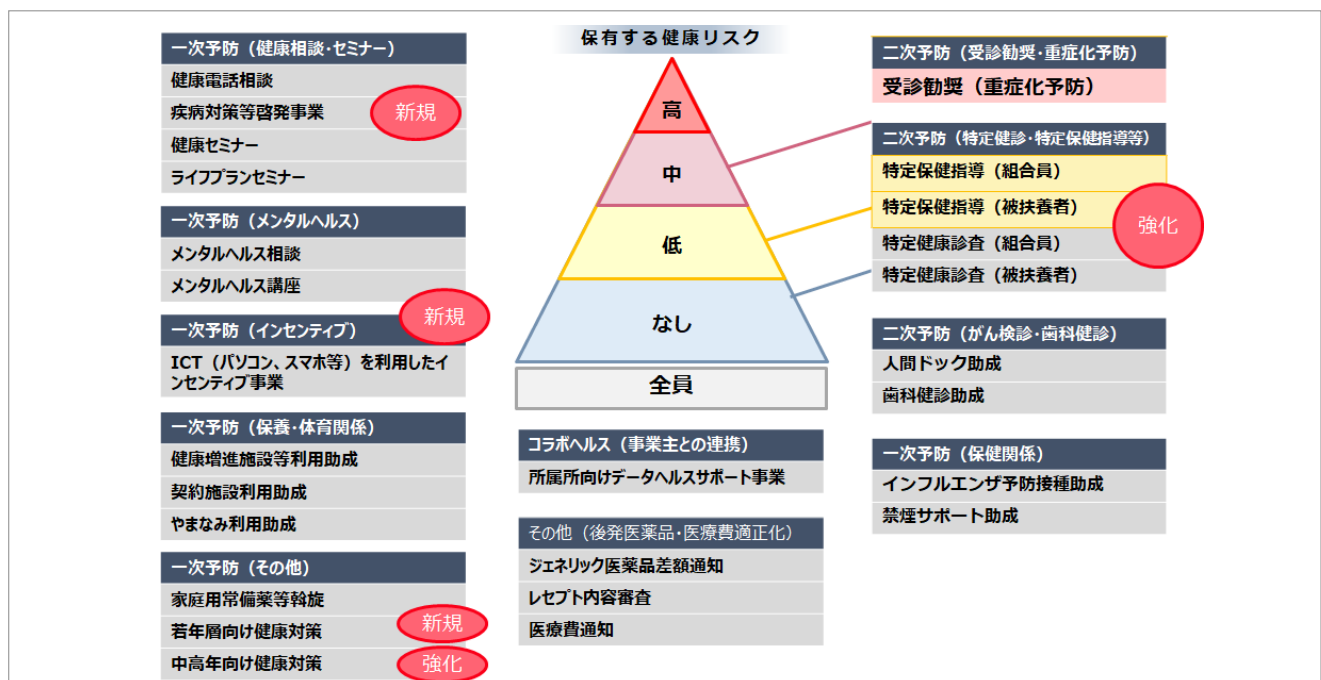 一次予防（健康相談・セミナー）
健康電話相談
疾病対策等啓発事業
新規
健康セミナー
ライフプランセミナー
一次予防（メンタルヘルス）
メンタルヘルス相談
メンタルヘルス講座
新規
一次予防（インセンティブ）
ICT（パソコン、スマホ等）を利用したイ
ンセンティブ事業
一次予防（保養・体育関係）
健康増進施設等利用助成
契約施設利用助成
やまなみ利用助成
一次予防（その他）
家庭用常備薬等斡旋
若年層向け健康対策
新規
中高年向け健康対策
強化
保有する健康リスク
高
中
低
なし
全員
コラボヘルス（事業主との連携）
所属所向けデータヘルスサポート事業
その他（後発医薬品・医療費適正化）
ジェネリック医薬品差額通知
レセプト内容審査
医療費通知
二次予防（受診勧奨・重症化予防）
受診勧奨（重症化予防）
二次予防（特定健診・特定保健指導等）
特定保健指導（組合員）
特定保健指導（被扶養者）
強化
特定健康診査（組合員）
特定健康診査（被扶養者）
二次予防（がん検診・歯科健診）
人間ドック助成
歯科健診助成
一次予防（保健関係）
インフルエンザ予防接種助成
禁煙サポート助成